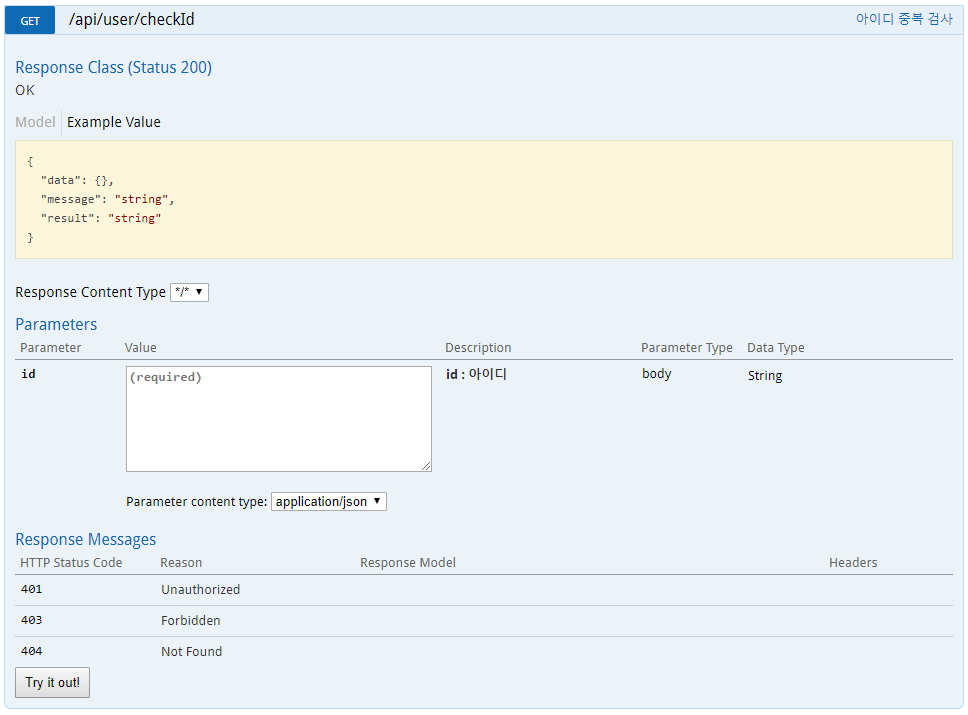 GET /api/user/checkId 아이디 중복 검사
Response Class (Status 200)
OK
Model Example Value
{
"data": {},
"message": "string",
"result": "string"
}
Response Content Type */*
Parameters
Parameter Value Description Parameter Type Data Type
id (required) id : 아이디 body String
Parameter content type: application/json
Response Messages
HTTP Status Code Reason Response Model Headers
401 Unauthorized
403 Forbidden
404 Not Found
Try it out!